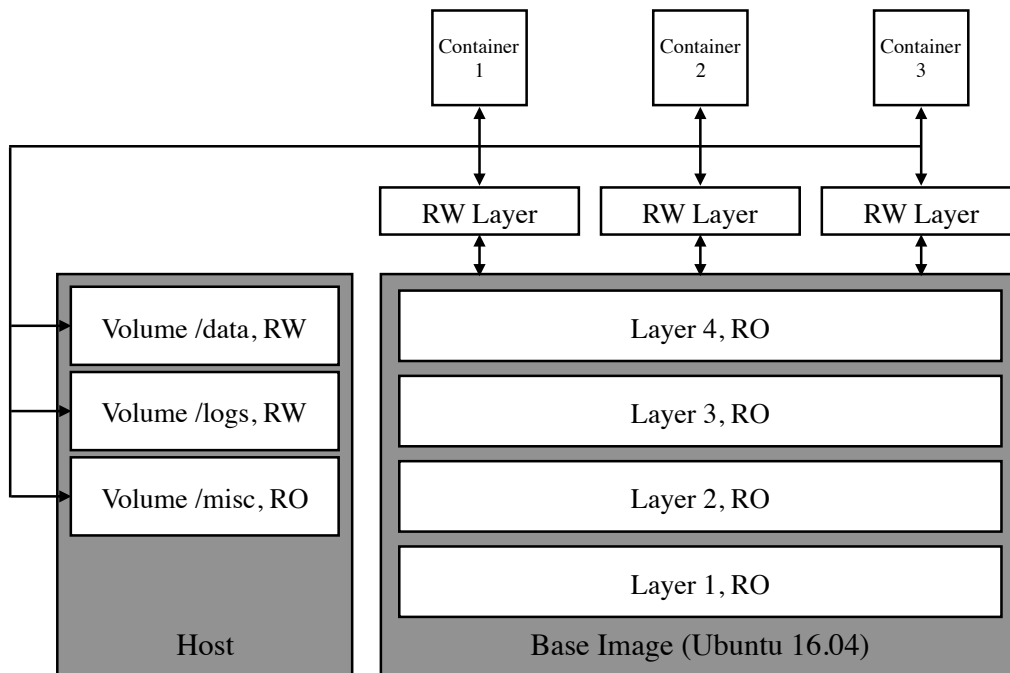 Container
1
Container
2
Container
3
RW Layer
RW Layer
RW Layer
Volume /data, RW
Volume /logs, RW
Volume /misc, RO
Host
Layer 4, RO
Layer 3, RO
Layer 2, RO
Layer 1, RO
Base Image (Ubuntu 16.04)